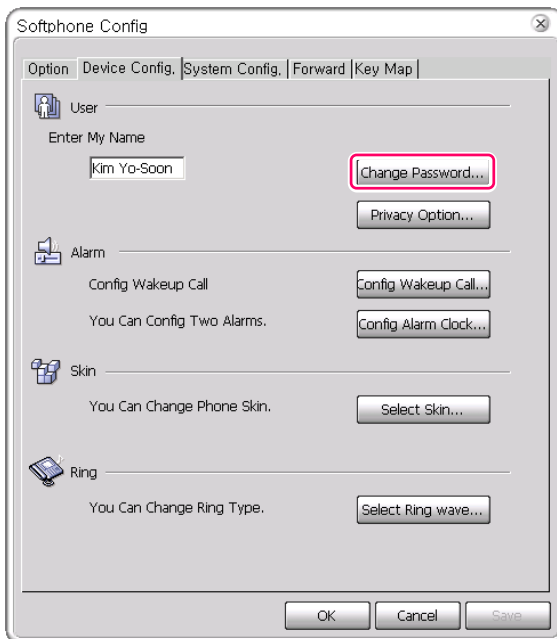 Softphone Config
Option Device Config, System Config, Forward Key Map
User
Enter My Name
Kim Yo-Soon
Change Password...
Privacy Option...
Alarm
Config Wakeup Call
Config Wakeup Call...
You Can Config Two Alarms.
Config Alarm Clock...
Skin
You Can Change Phone Skin.
Select Skin...
Ring
You Can Change Ring Type.
Select Ring wave...
OK Cancel Save